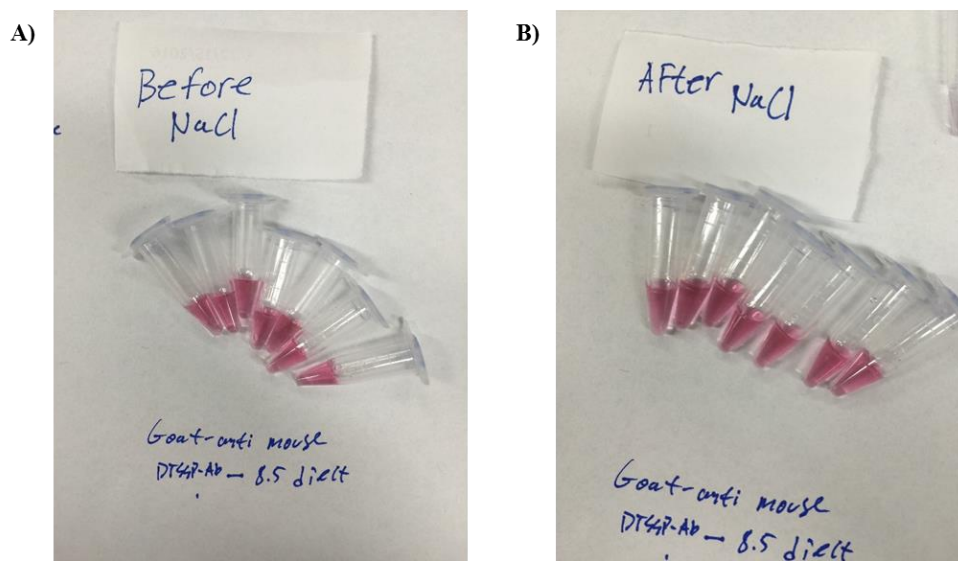 A)
Before
NaCl
Goat-anti mouse
DTSSP-Ab – 8.5 dielt
B)
AFter NaCl
Goat-anti mouse
DTSSP-Ab – 8.5 dielt